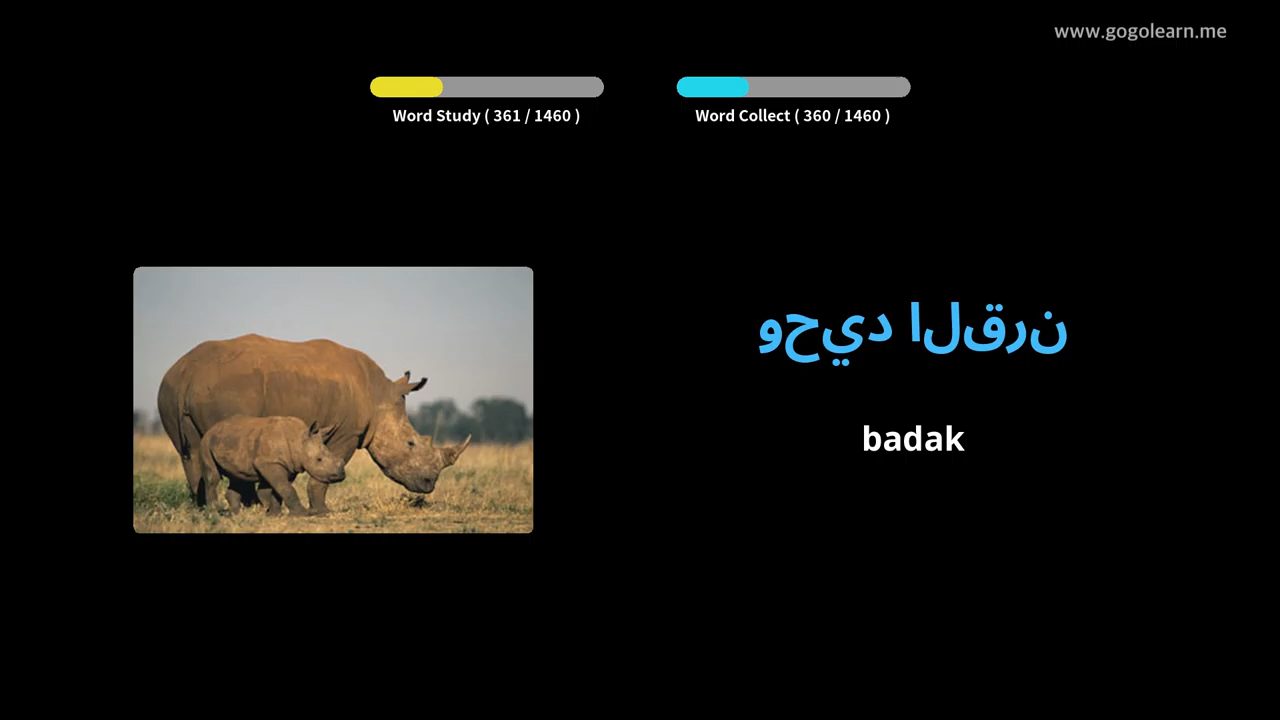 www.gogolearn.me
Word Study ( 361 / 1460 )
Word Collect ( 360 / 1460 )
وحيد القرن
badak